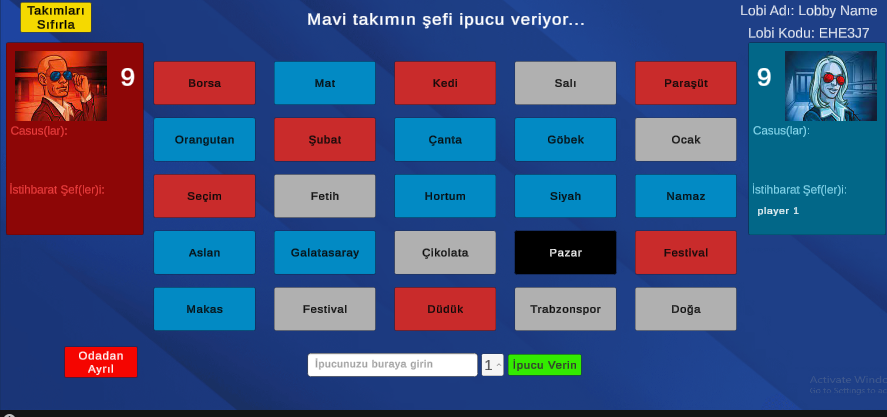 Takımları
Sıfırla
Mavi takımın şefi ipucu veriyor...
Lobi Adı: Lobby Name
Lobi Kodu: EHE3J7
9
Casus(lar):
İstihbarat Şef(ler)i:
Borsa
Mat
Kedi
Salı
Paraşüt
Orangutan
Şubat
Çanta
Göbek
Ocak
Seçim
Fetih
Hortum
Siyah
Namaz
Aslan
Galatasaray
Çikolata
Pazar
Festival
Makas
Festival
Düdük
Trabzonspor
Doğa
9
Casus(lar):
İstihbarat Şef(ler)i:
player 1
Odadan
Ayrıl
İpucunuzu buraya girin
1
İpucu Verin
Activate Windo
Go to Settings to ac